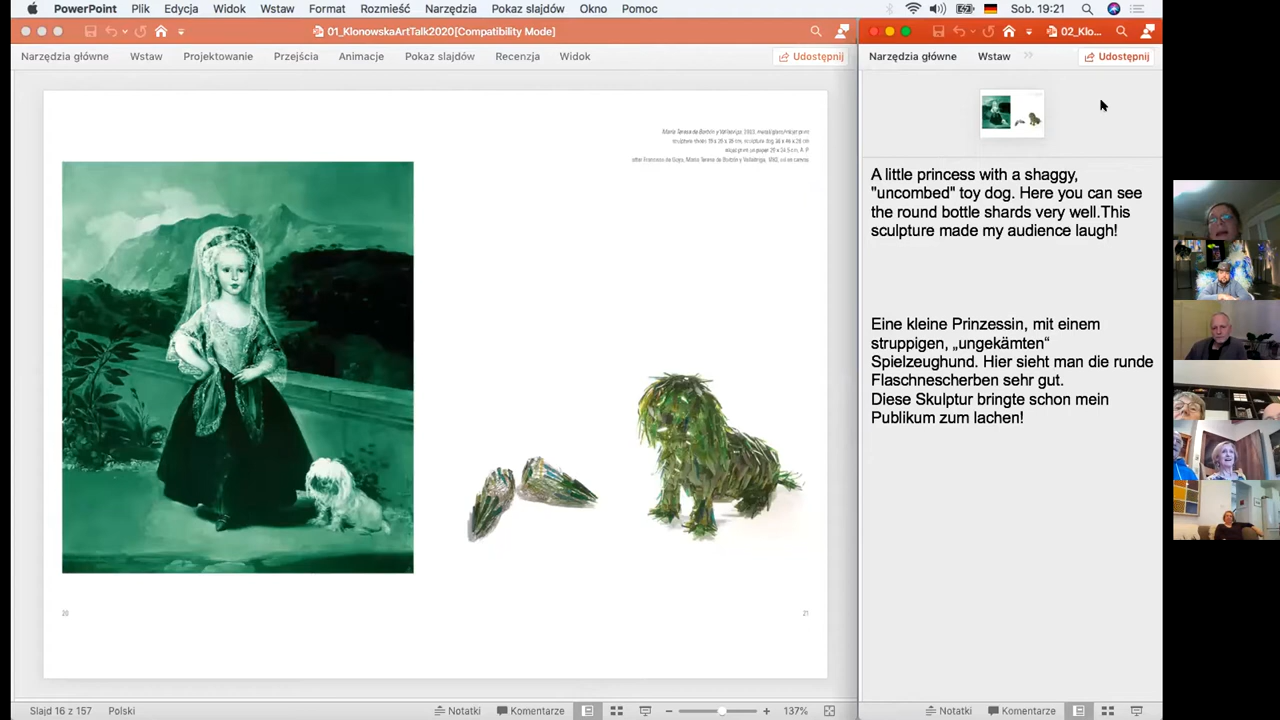 PowerPoint Plik Edycja Widok Wstaw Format Rozmieść Narzędzia Pokaz slajdów Okno Pomoc Sob. 19:21
01_KlonowskaArtTalk2020[Compatibility Mode]
02_Klo...
Narzędzia główne Wstaw Projektowanie Przejścia Animacje Pokaz slajdów Recenzja Widok Udostępnij
Narzędzia główne Wstaw Udostępnij
A little princess with a shaggy,
"uncombed" toy dog. Here you can see
the round bottle shards very well.This
sculpture made my audience laugh!
Eine kleine Prinzessin, mit einem
struppigen, „ungekämten“
Spielzeughund. Hier sieht man die runde
Flaschnescherben sehr gut.
Diese Skulptur bringte schon mein
Publikum zum lachen!
20
21
Slajd 16 z 157 Polski Notatki Komentarze 137%
Notatki Komentarze